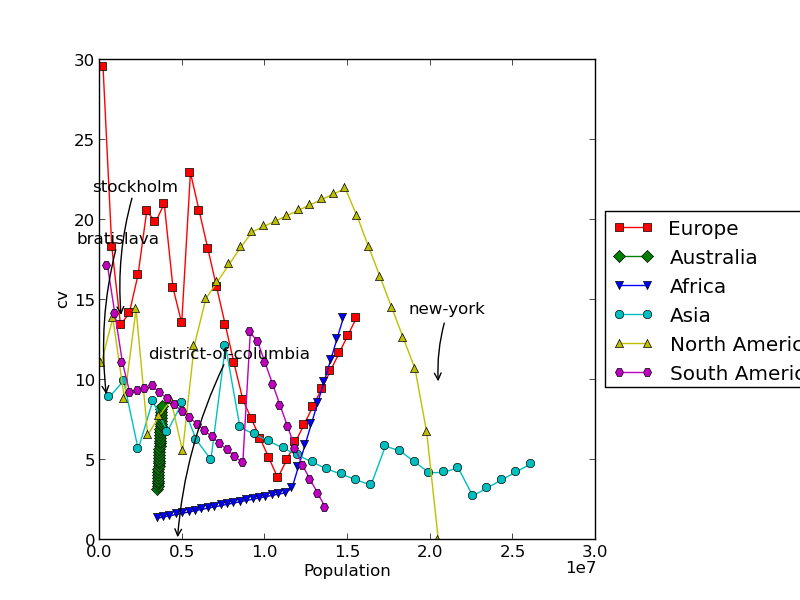 30
25
20
15
10
5
0
cv
stockholm
bratislava
district-of-columbia
new-york
0.0 0.5 1.0 1.5 2.0 2.5 3.0
1e7
Population
Europe
Australia
Africa
Asia
North Americ
South Americ